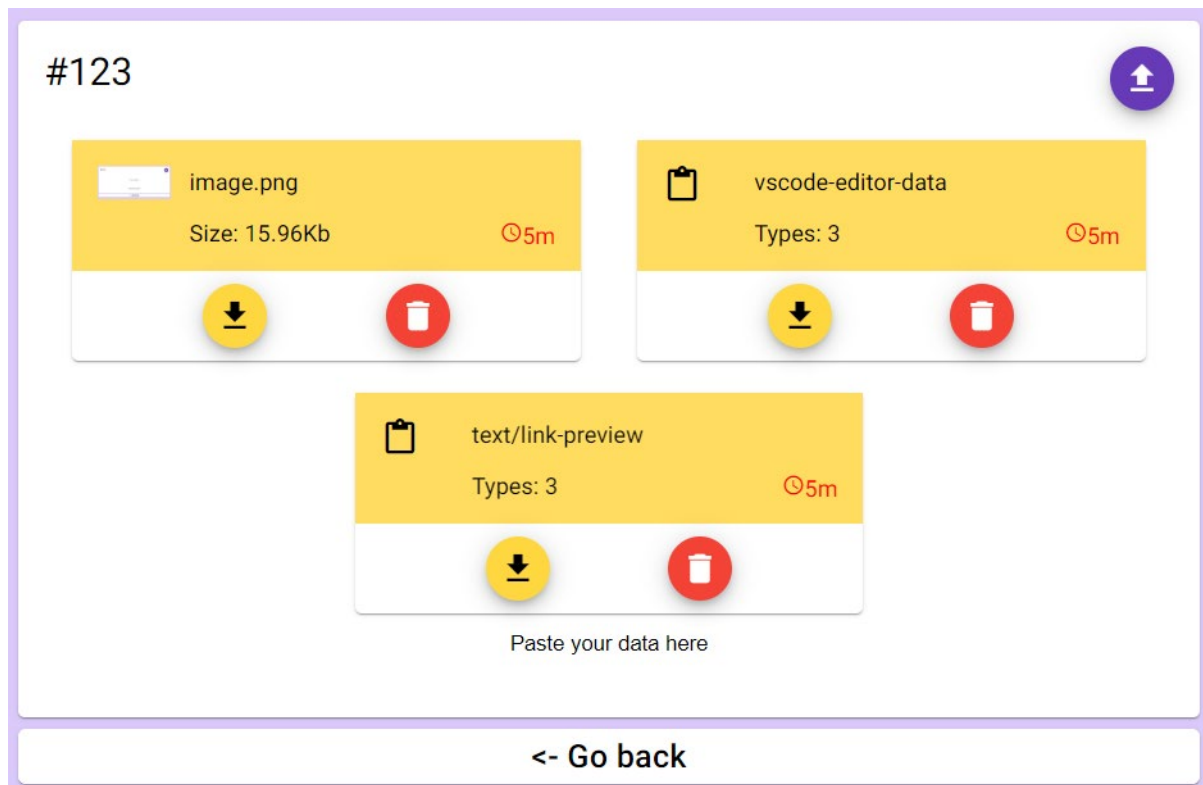 #123
image.png
Size: 15.96Kb
5m
vscode-editor-data
Types: 3
5m
text/link-preview
Types: 3
5m
Paste your data here
<- Go back